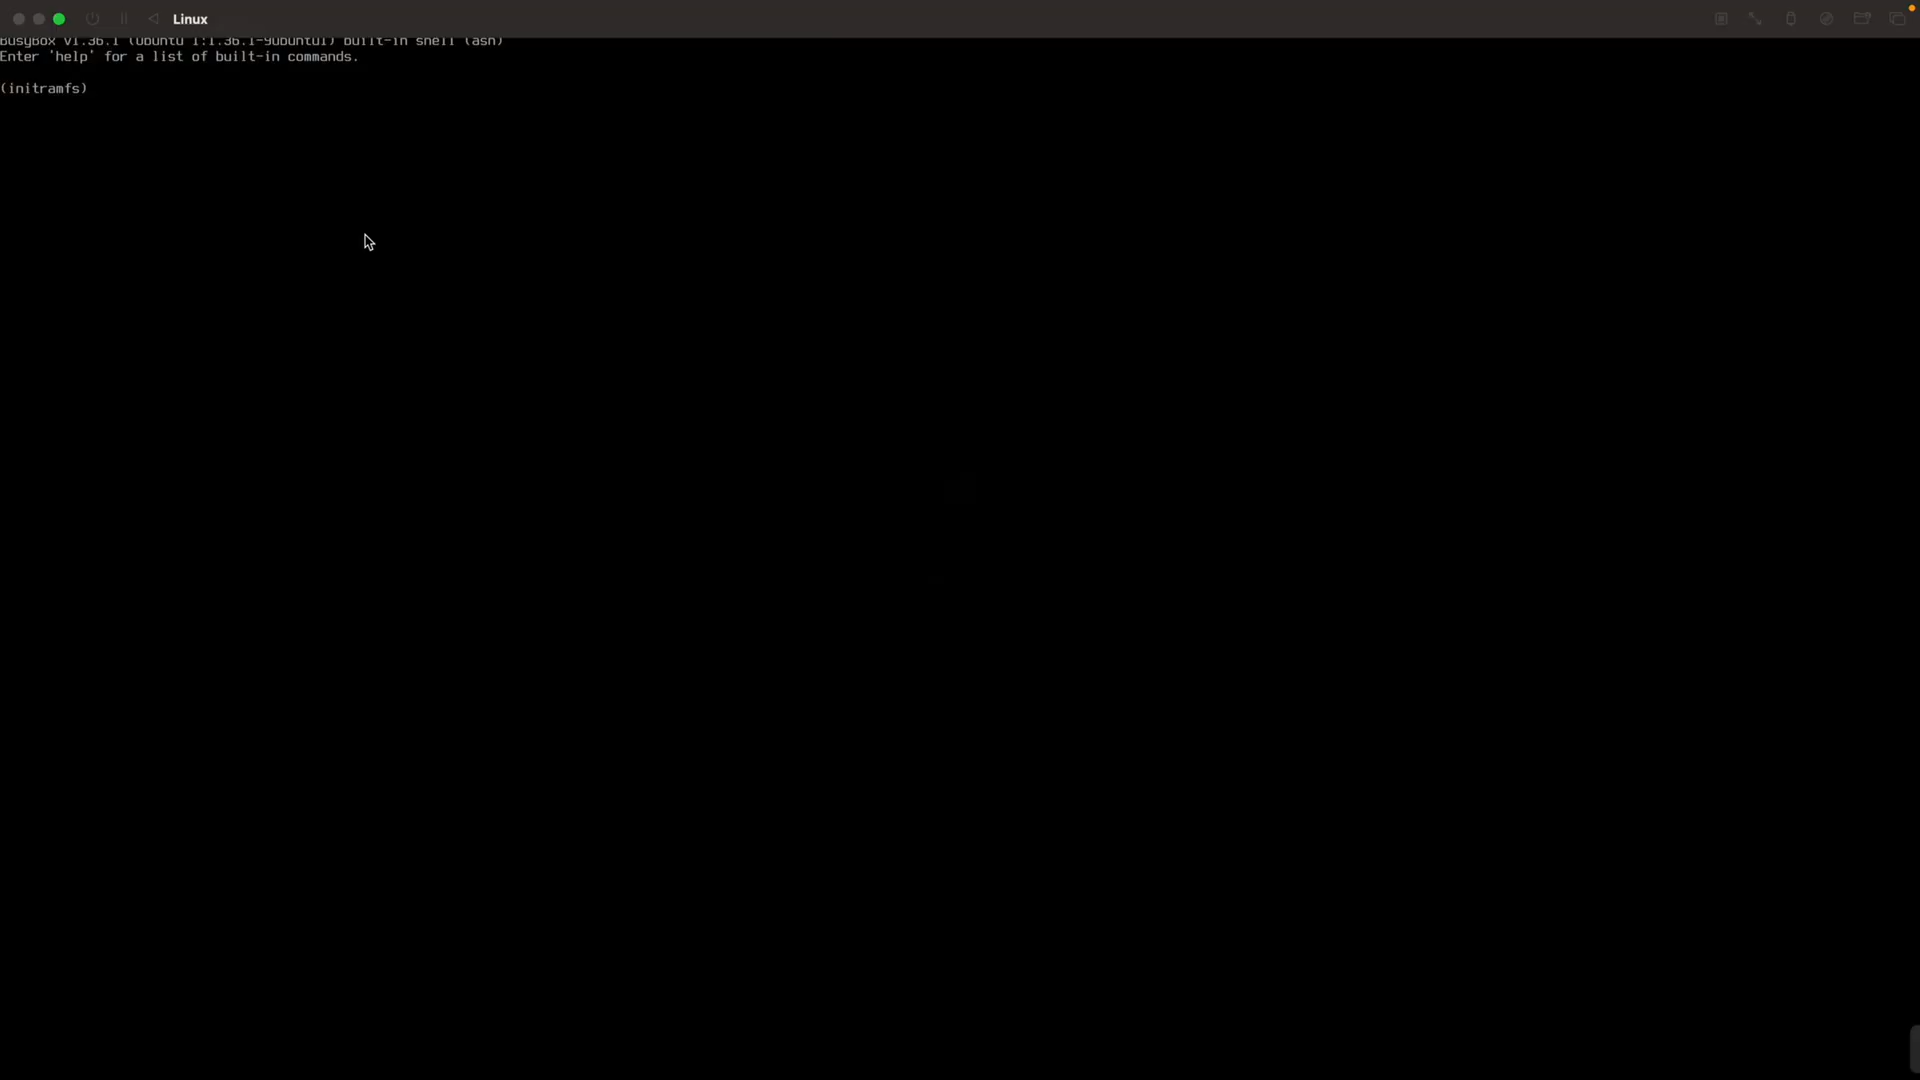 Linux
BusyBox v1.36.1 (Ubuntu 1:1.36.1-9ubuntu1) built-in shell (ash)
Enter 'help' for a list of built-in commands.
(initramfs)